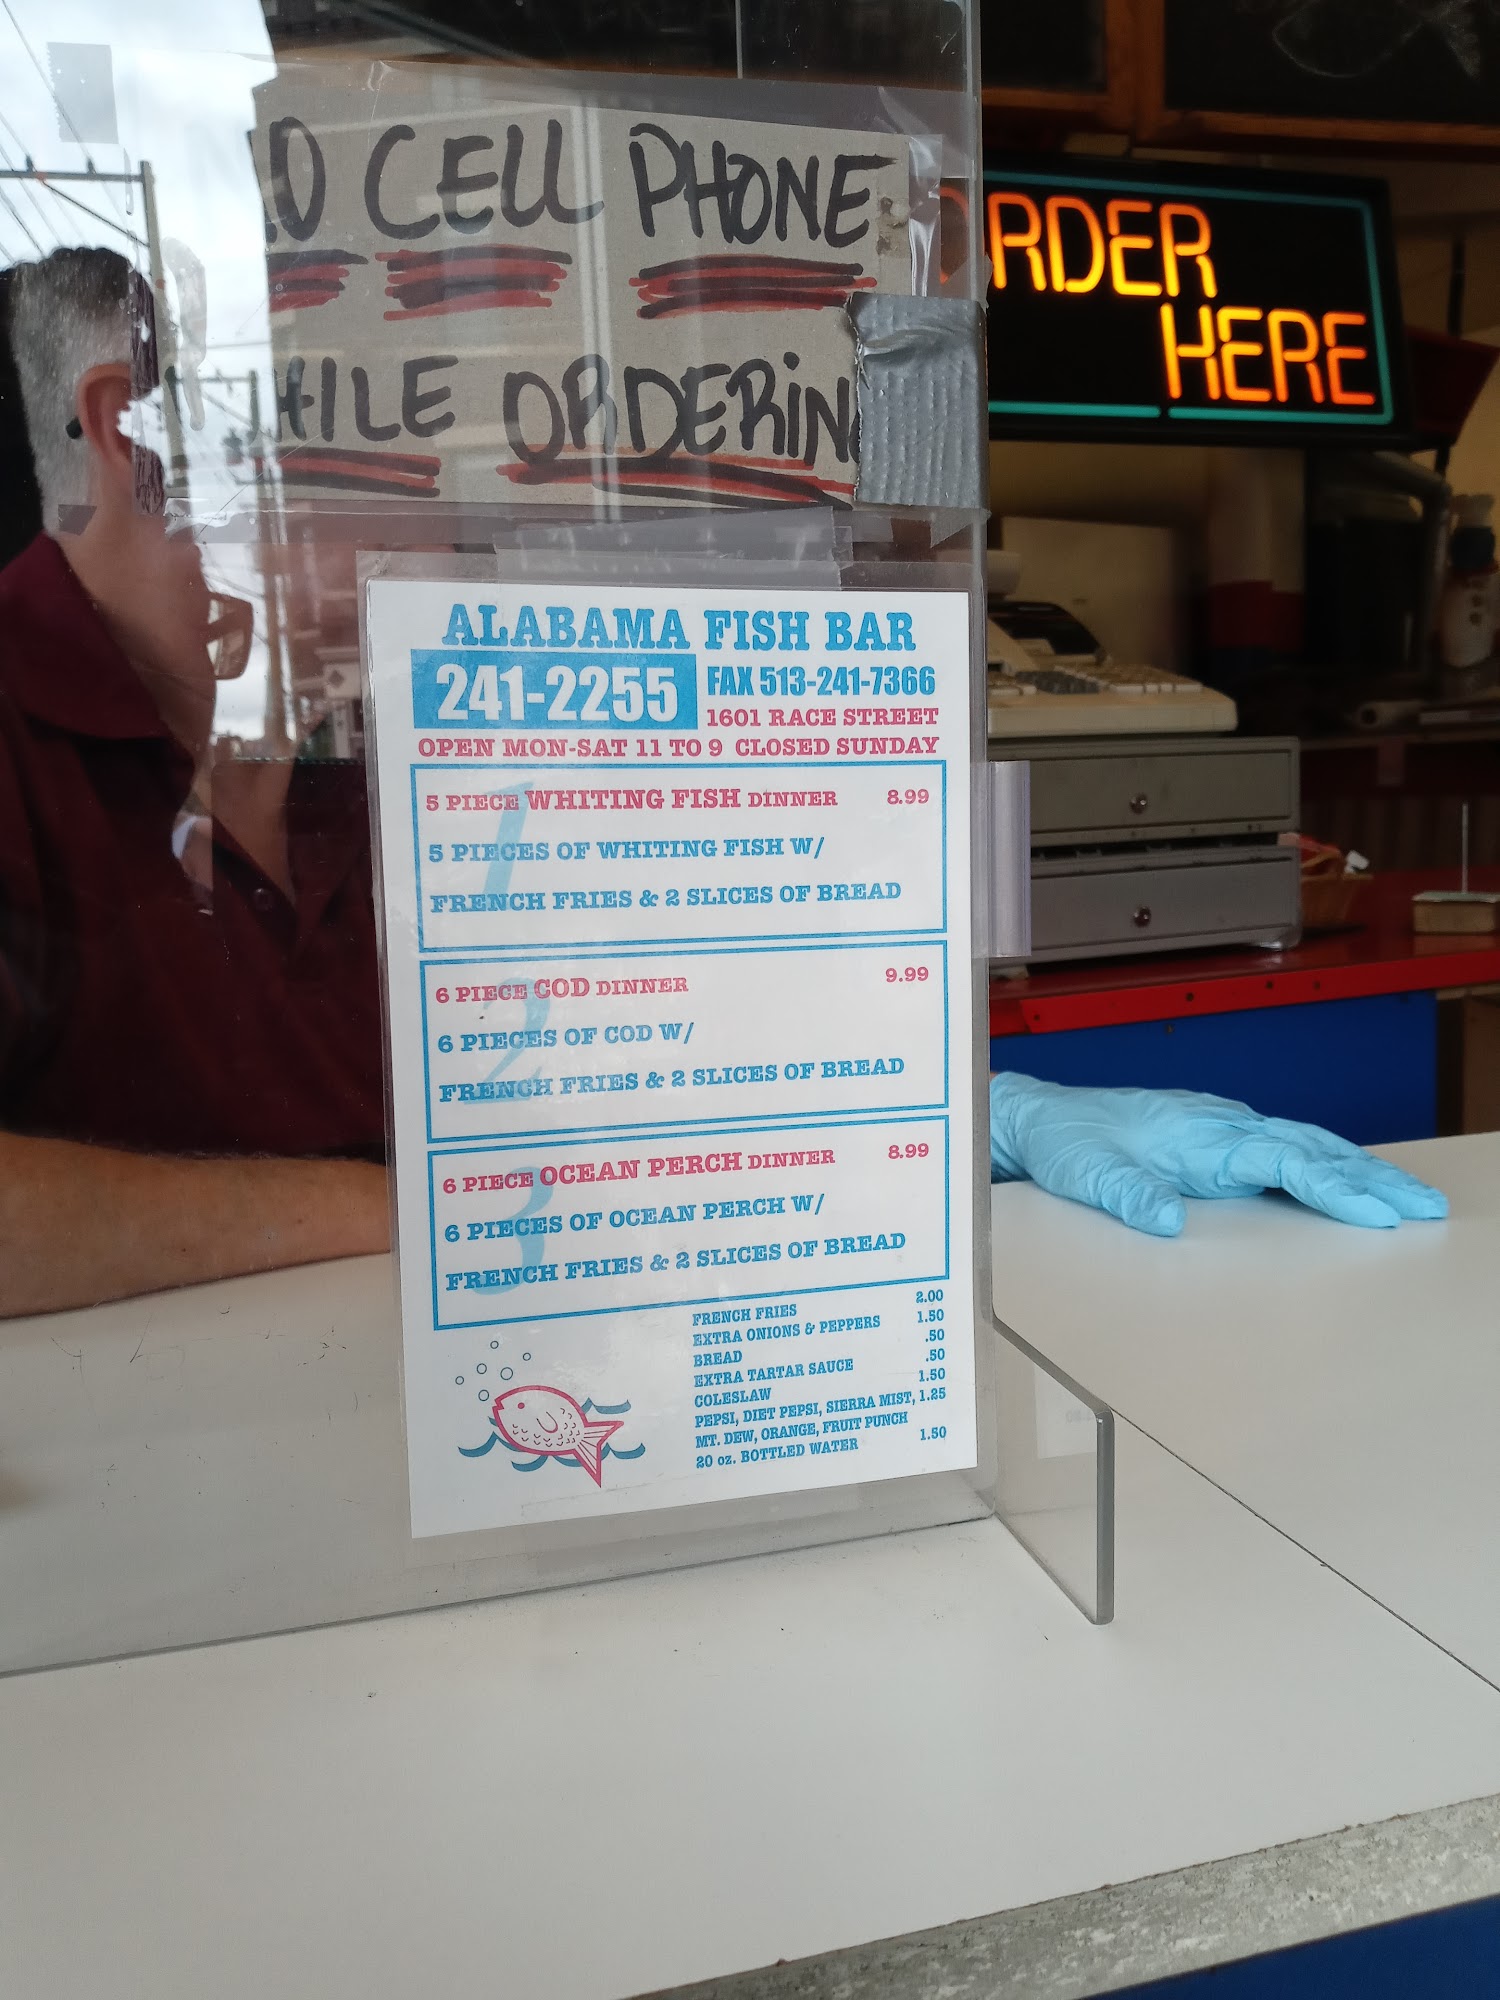 CELL PHONE
ORDERING
ORDER
HERE
ALABAMA FISH BAR
241-2255
FAX 513-241-7366
1601 RACE STREET
OPEN MON-SAT 11 TO 9 CLOSED SUNDAY
1
5 PIECE WHITING FISH DINNER 8.99
5 PIECES OF WHITING FISH W/
FRENCH FRIES & 2 SLICES OF BREAD
2
6 PIECE COD DINNER 9.99
6 PIECES OF COD W/
FRENCH FRIES & 2 SLICES OF BREAD
3
6 PIECE OCEAN PERCH DINNER 8.99
6 PIECES OF OCEAN PERCH W/
FRENCH FRIES & 2 SLICES OF BREAD
FRENCH FRIES 2.00
EXTRA ONIONS & PEPPERS 1.50
BREAD .50
EXTRA TARTAR SAUCE .50
COLESLAW 1.50
PEPSI, DIET PEPSI, SIERRA MIST, 1.25
MT. DEW, ORANGE, FRUIT PUNCH
20 oz. BOTTLED WATER 1.50